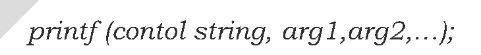 printf (contol string, arg1,arg2,...);